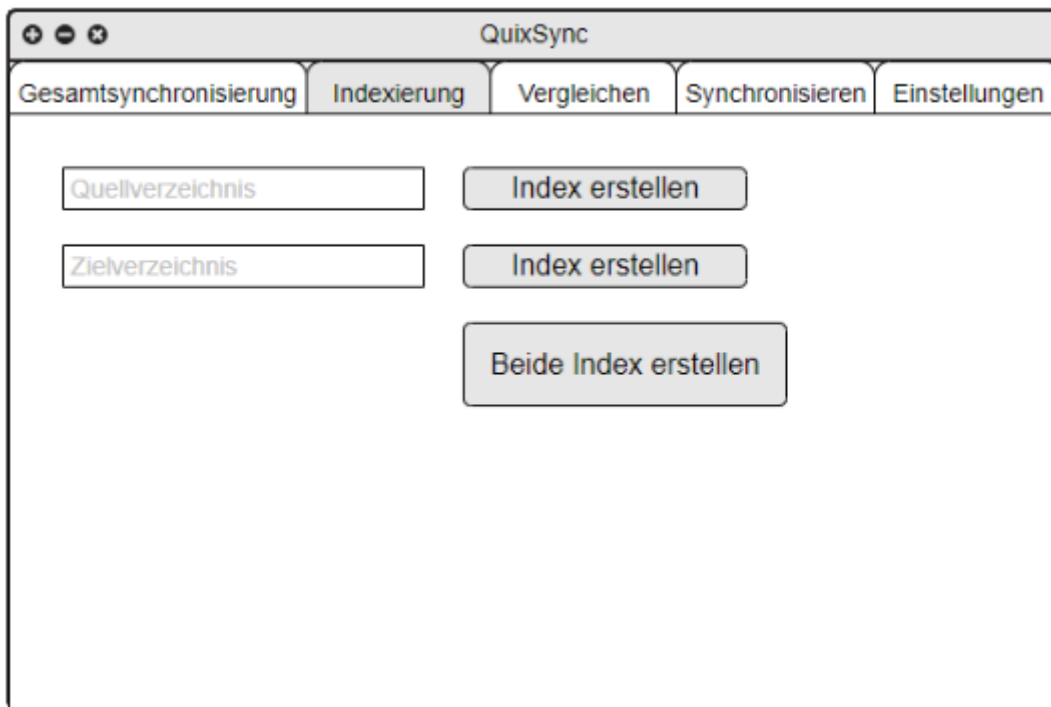 QuixSync
Gesamtsynchronisierung Indexierung Vergleichen Synchronisieren Einstellungen
Quellverzeichnis Index erstellen
Zielverzeichnis Index erstellen
Beide Index erstellen